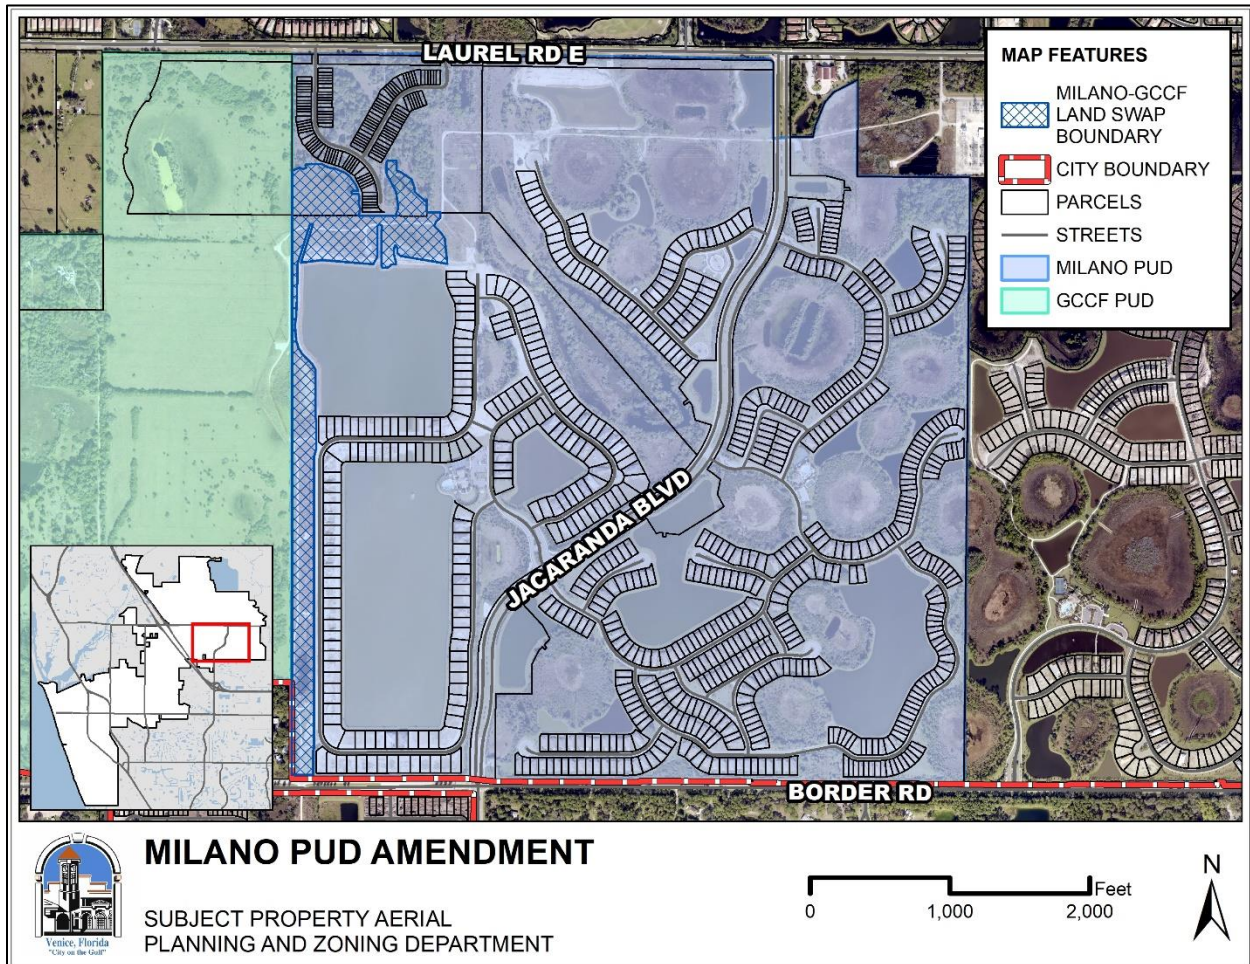 LAUREL RD E
MAP FEATURES
MILANO-GCCF
LAND SWAP
BOUNDARY
CITY BOUNDARY
PARCELS
STREETS
MILANO PUD
GCCF PUD
JACARANDA BLVD
BORDER RD
MILANO PUD AMENDMENT
SUBJECT PROPERTY AERIAL
PLANNING AND ZONING DEPARTMENT
Venice, Florida
"City on the Gulf"
Feet
0 1,000 2,000
N